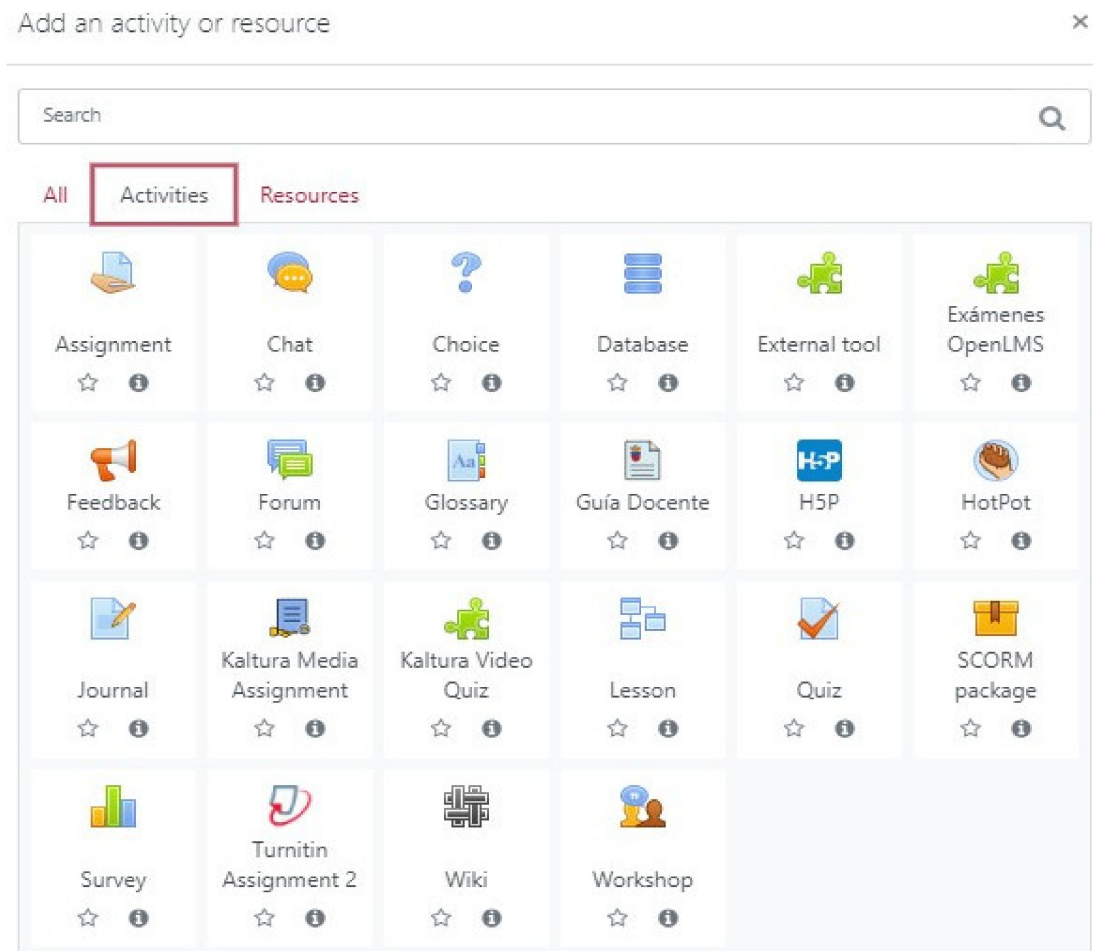 Add an activity or resource
Search
All Activities Resources
Assignment Chat Choice Database External tool Exámenes OpenLMS
Feedback Forum Glossary Guía Docente H5P HotPot
Journal Kaltura Media Assignment Kaltura Video Quiz Lesson Quiz SCORM package
Survey Turnitin Assignment 2 Wiki Workshop